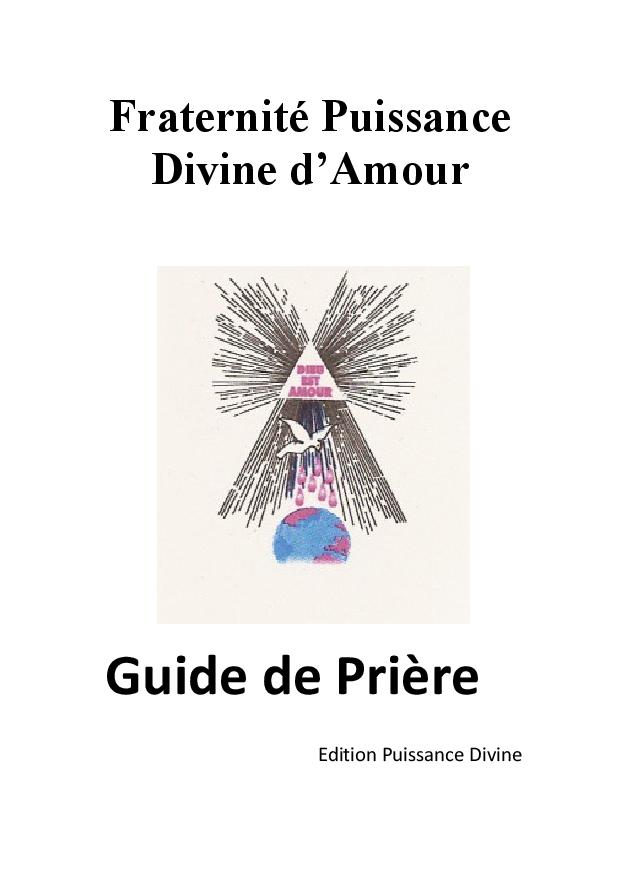 Fraternité Puissance
Divine d’Amour
DIEU
EST
AMOUR
Guide de Prière
Edition Puissance Divine